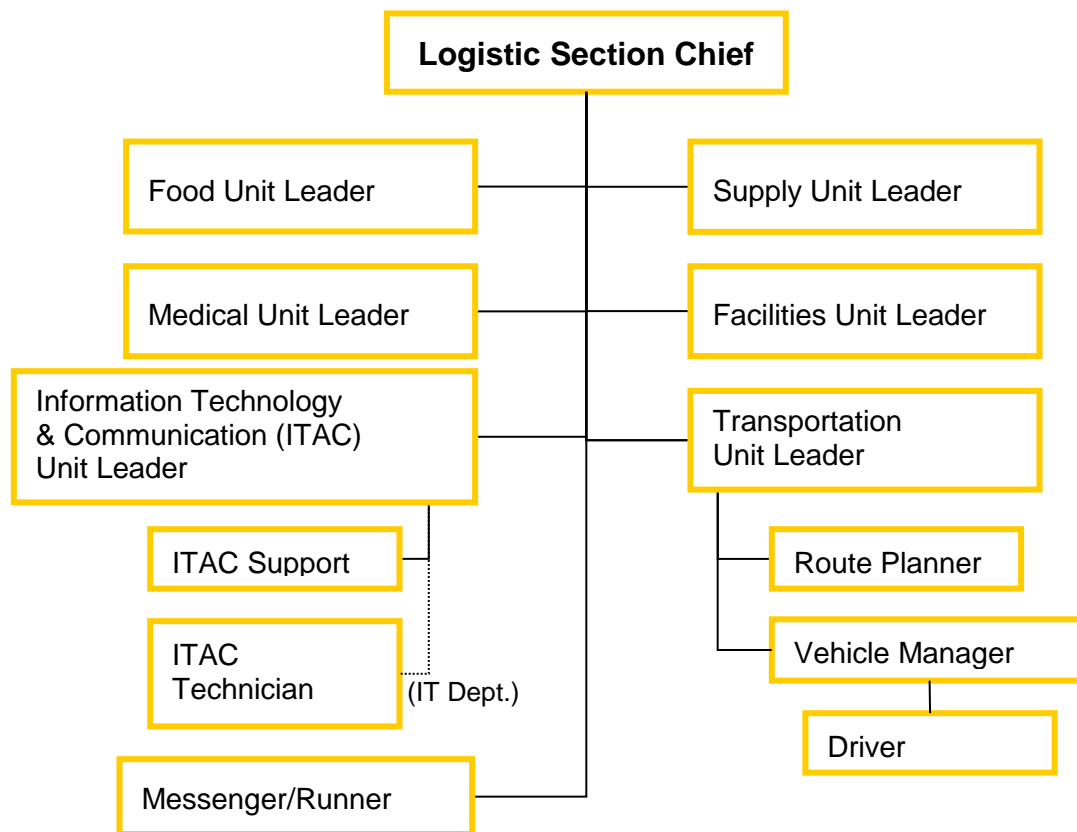 Logistic Section Chief
Food Unit Leader
Supply Unit Leader
Medical Unit Leader
Facilities Unit Leader
Information Technology
& Communication (ITAC)
Unit Leader
Transportation
Unit Leader
ITAC Support
Route Planner
ITAC
Technician
(IT Dept.)
Vehicle Manager
Driver
Messenger/Runner